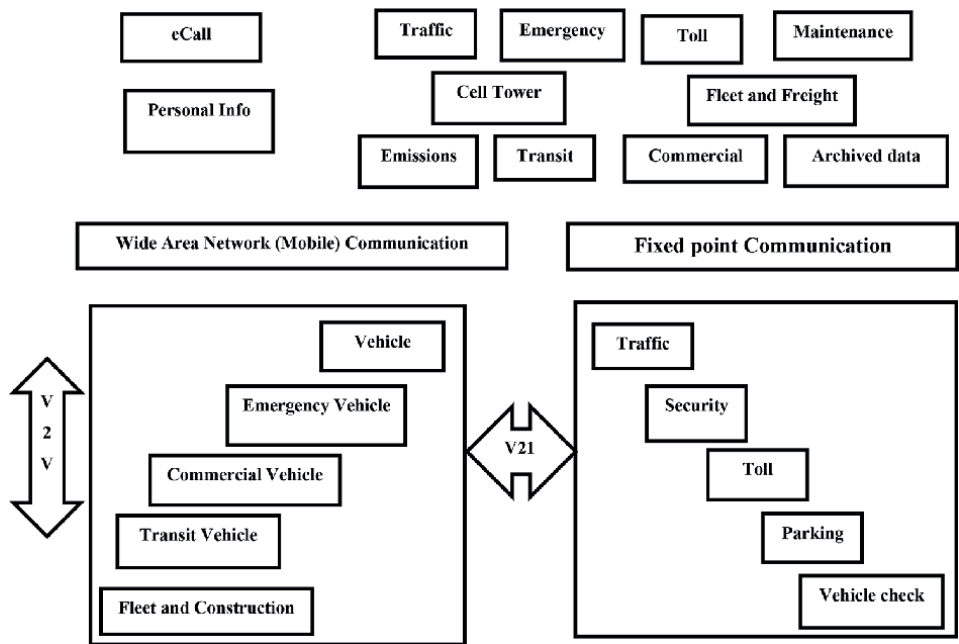 eCall
Traffic
Emergency
Toll
Maintenance
Personal Info
Cell Tower
Fleet and Freight
Emissions
Transit
Commercial
Archived data
Wide Area Network (Mobile) Communication
Fixed point Communication
V
2
V
Vehicle
Emergency Vehicle
Commercial Vehicle
Transit Vehicle
Fleet and Construction
V21
Traffic
Security
Toll
Parking
Vehicle check